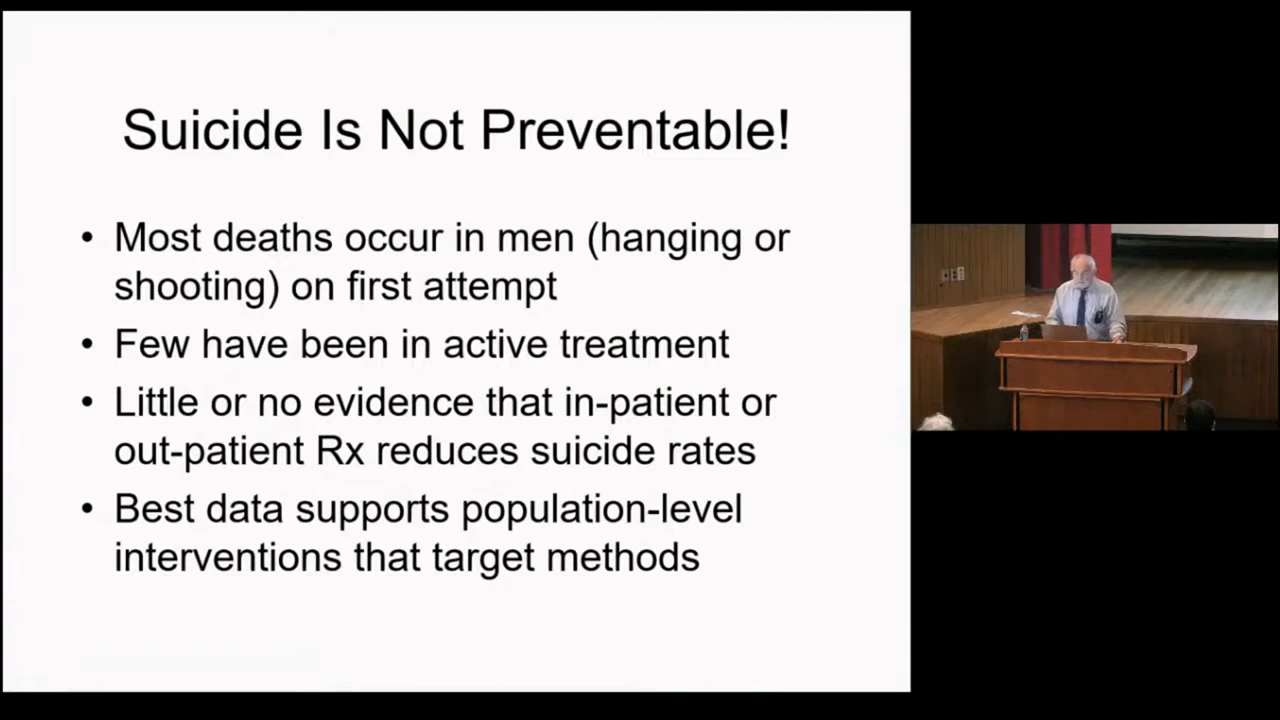 Suicide Is Not Preventable!
• Most deaths occur in men (hanging or
shooting) on first attempt
• Few have been in active treatment
• Little or no evidence that in-patient or
out-patient Rx reduces suicide rates
• Best data supports population-level
interventions that target methods